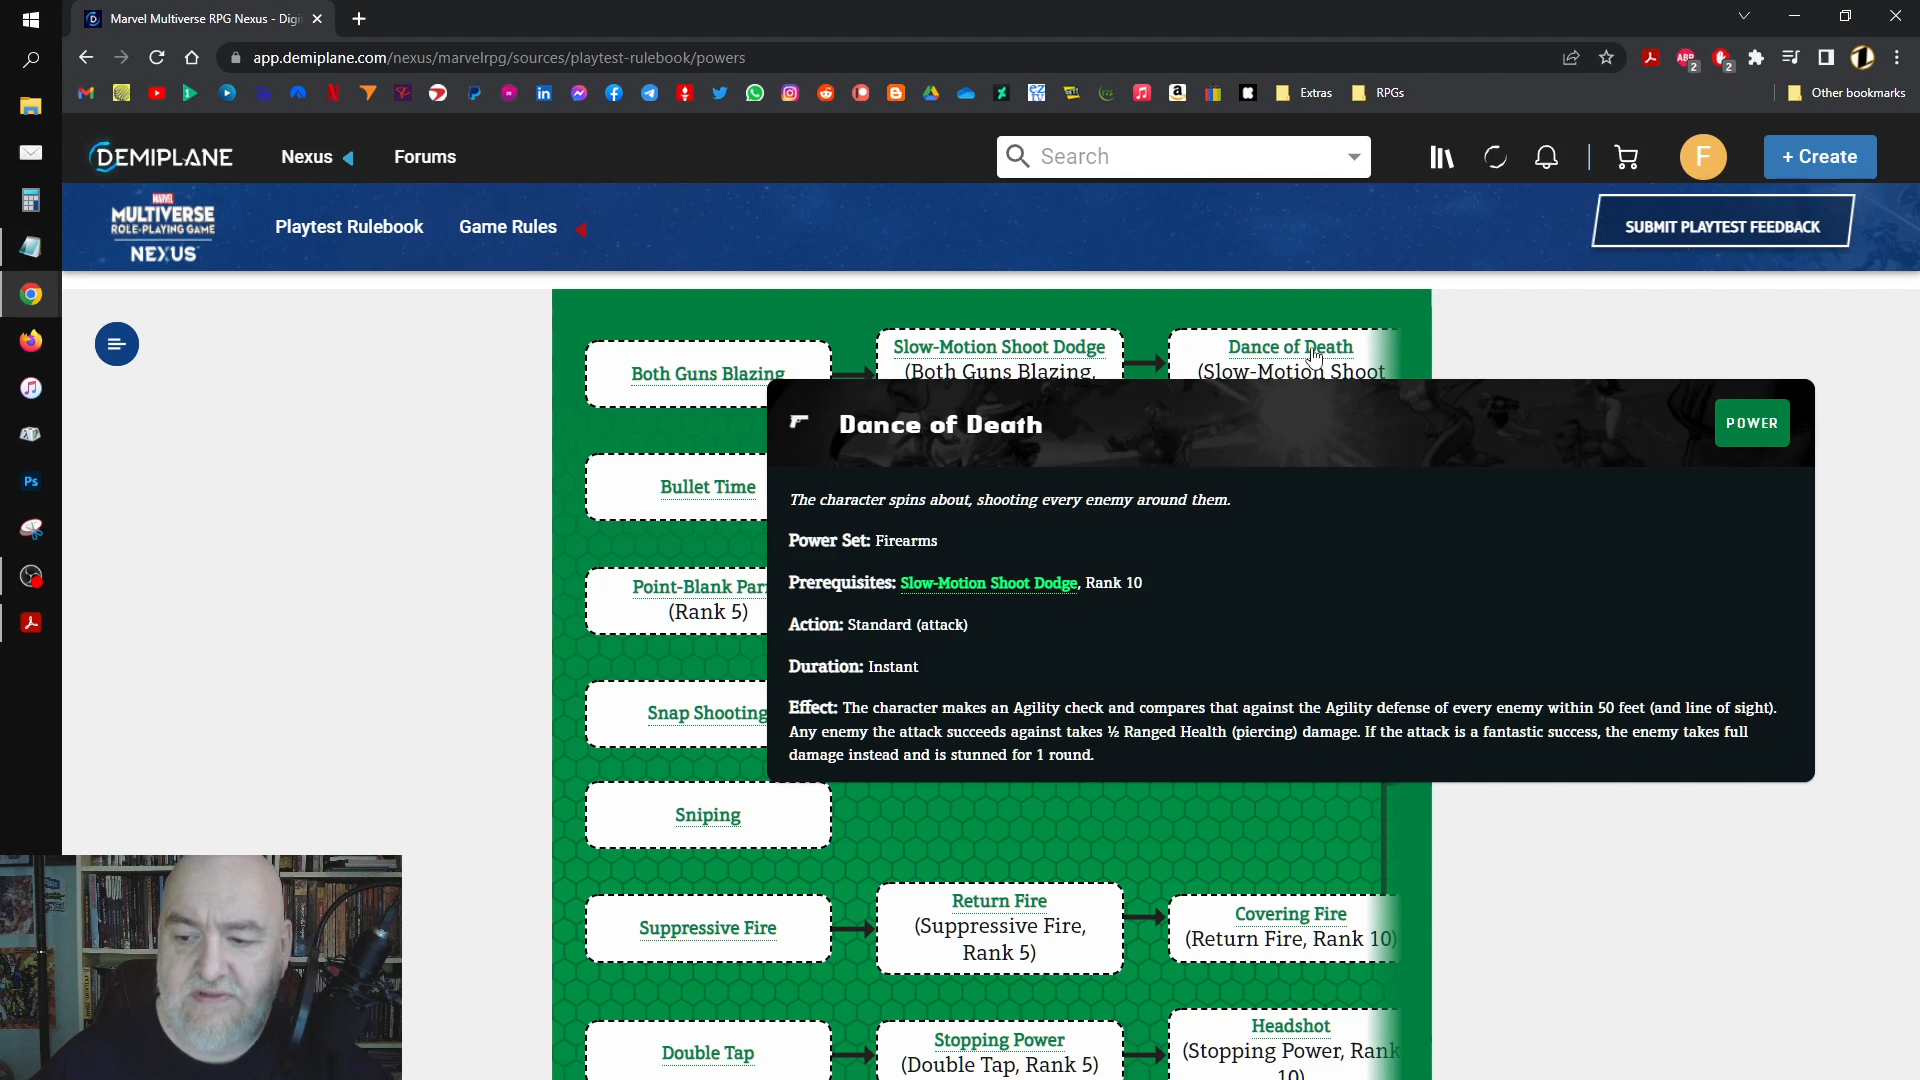 Marvel Multiverse RPG Nexus - Digi
app.demiplane.com/nexus/marvelrpg/sources/playtest-rulebook/powers
ABP
2
2
Extras
RPGs
Other bookmarks
DEMIPLANE
Nexus
Forums
Search
F
+ Create
MARVEL
MULTIVERSE
ROLE-PLAYING GAME
NEXUS
Playtest Rulebook
Game Rules
SUBMIT PLAYTEST FEEDBACK
Both Guns Blazing
Slow-Motion Shoot Dodge
(Both Guns Blazing,
Dance of Death
(Slow-Motion Shoot
Dance of Death
POWER
The character spins about, shooting every enemy around them.
Power Set: Firearms
Prerequisites: Slow-Motion Shoot Dodge, Rank 10
Action: Standard (attack)
Duration: Instant
Effect: The character makes an Agility check and compares that against the Agility defense of every enemy within 50 feet (and line of sight).
Any enemy the attack succeeds against takes ½ Ranged Health (piercing) damage. If the attack is a fantastic success, the enemy takes full
damage instead and is stunned for 1 round.
Bullet Time
Point-Blank Par
(Rank 5)
Snap Shooting
Sniping
Suppressive Fire
Return Fire
(Suppressive Fire,
Rank 5)
Covering Fire
(Return Fire, Rank 10)
Double Tap
Stopping Power
(Double Tap, Rank 5)
Headshot
(Stopping Power, Rank
10)
Ps